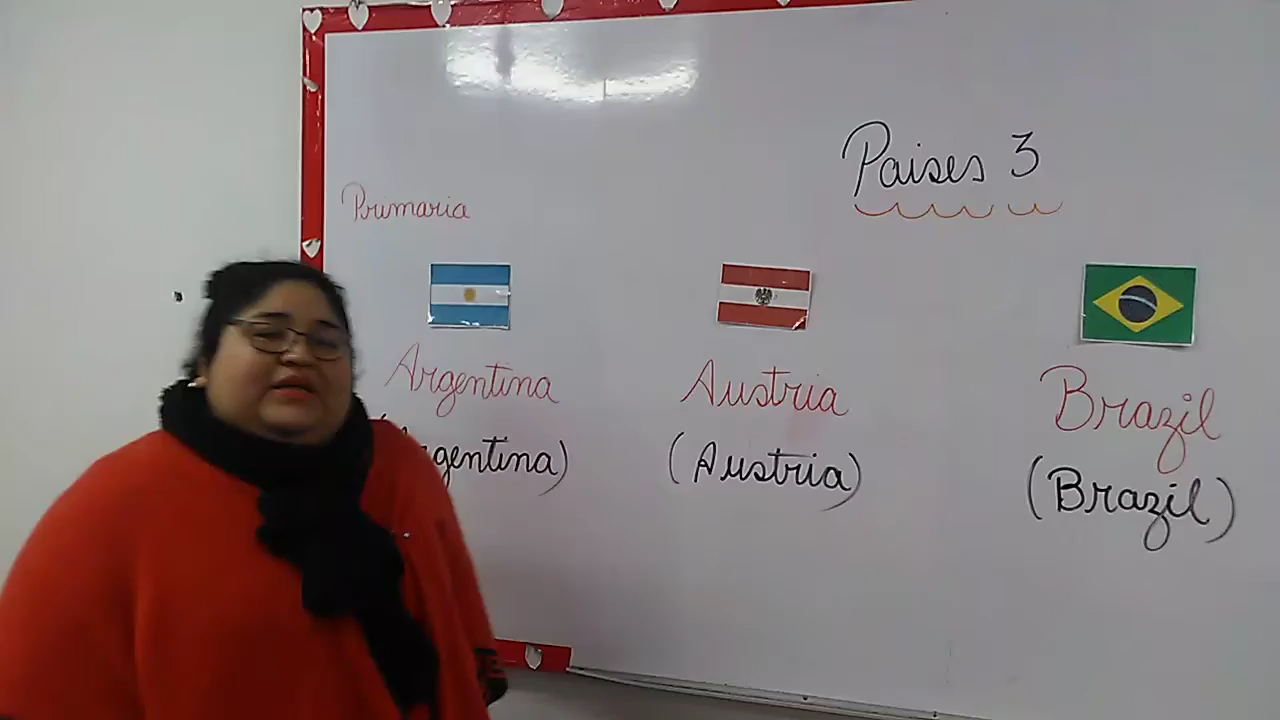 Paises 3
Primaria
Argentina
Austria
Brazil
gentina)
(Austria)
(Brazil)